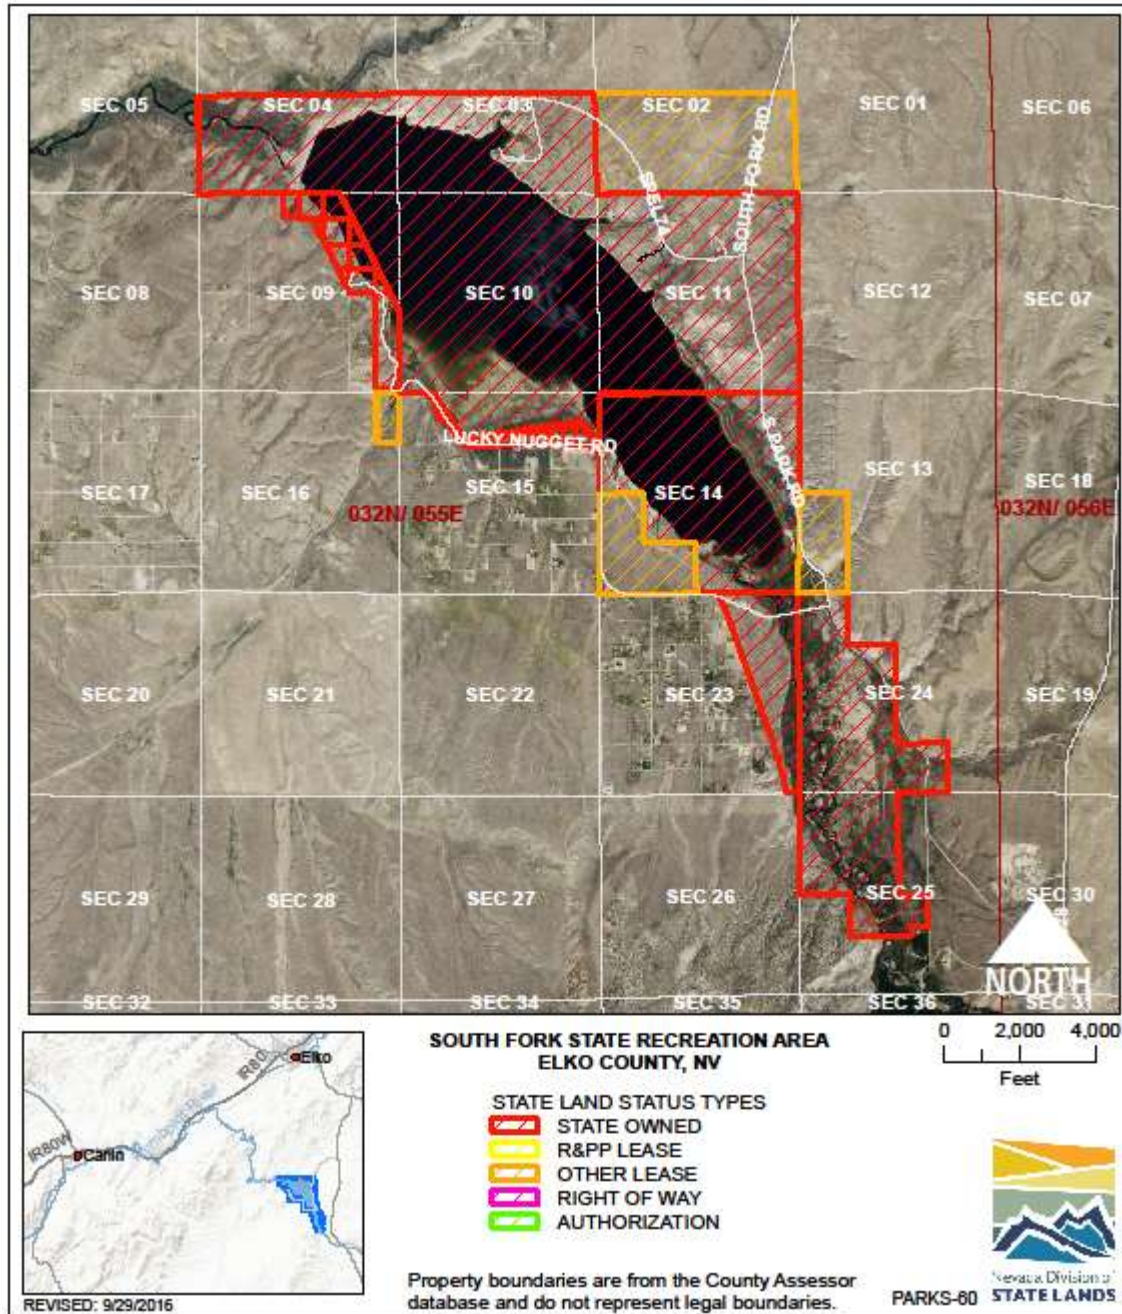 SEC 05
SEC 04
SEC 03
SEC 02
SEC 01
SEC 06
SOUTH FORK RD
SREL7A
SEC 08
SEC 09
SEC 10
SEC 11
SEC 12
SEC 07
LUCKY NUGGET RD
S PARK RD
SEC 17
SEC 16
SEC 15
SEC 14
SEC 13
SEC 18
032N/ 055E
032N/ 056E
SEC 20
SEC 21
SEC 22
SEC 23
SEC 24
SEC 19
SEC 29
SEC 28
SEC 27
SEC 26
SEC 25
SEC 30
NORTH
SEC 32
SEC 33
SEC 34
SEC 35
SEC 36
SEC 31
Elko
IR80
Humboldt River
IR80W
Carlin
REVISED: 9/29/2016
SOUTH FORK STATE RECREATION AREA
ELKO COUNTY, NV
STATE LAND STATUS TYPES
STATE OWNED
R&PP LEASE
OTHER LEASE
RIGHT OF WAY
AUTHORIZATION
Property boundaries are from the County Assessor
database and do not represent legal boundaries.
0 2,000 4,000
Feet
PARKS-60
Nevada Division of
STATE LANDS